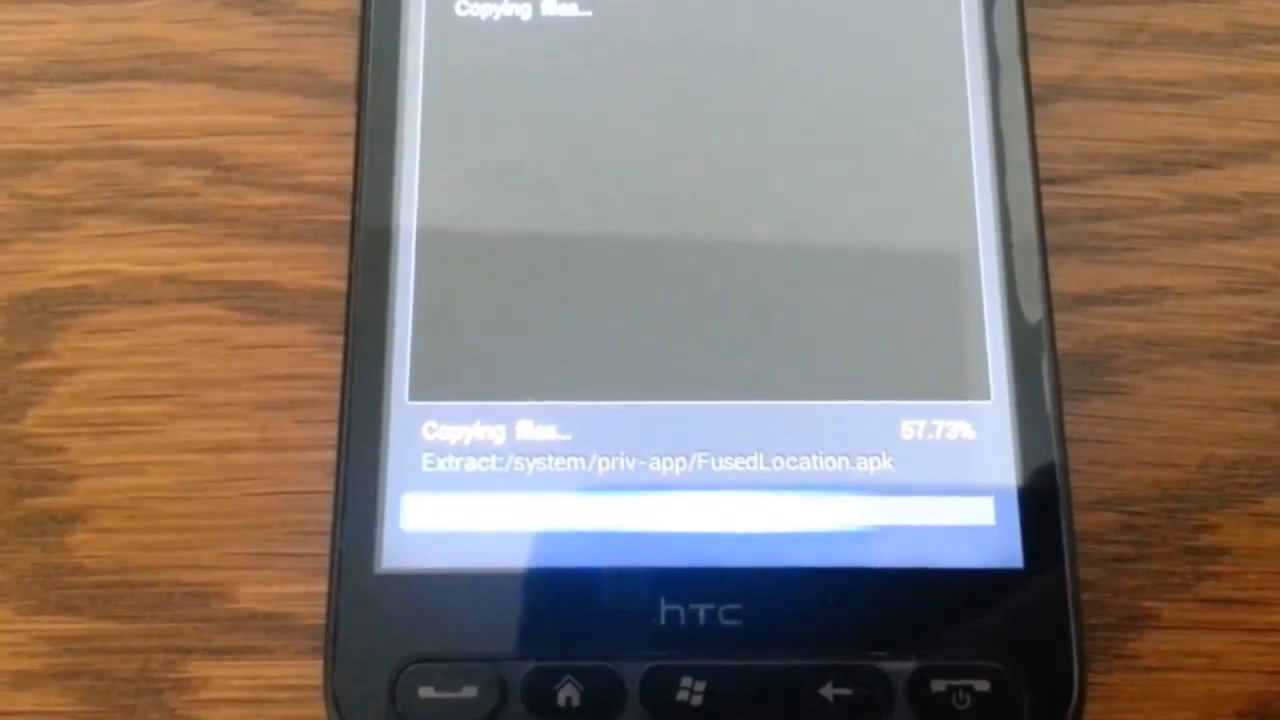 Copying files...
Copying files... 57.73%
Extract:/system/priv-app/FusedLocation.apk
hTC